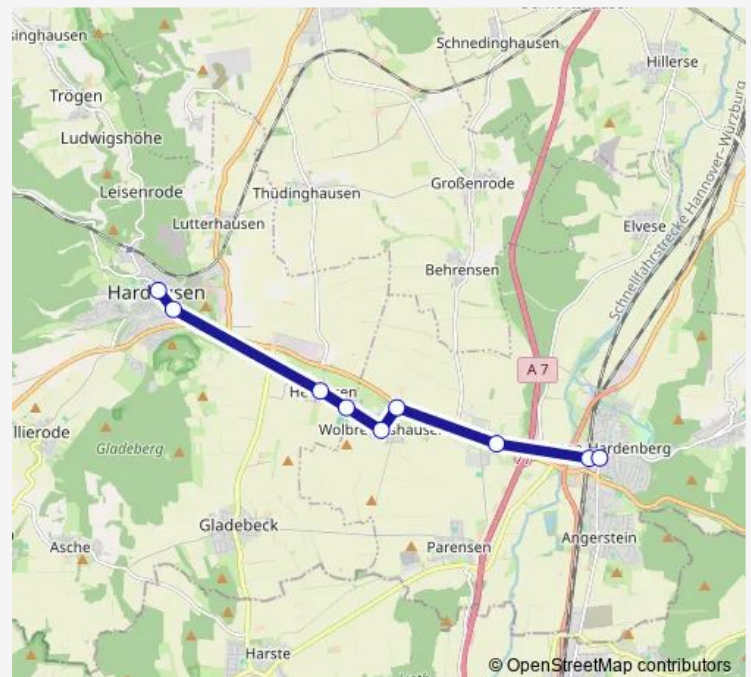 Schnedinghausen
Hillerse
Trögen
Ludwigshöhe
Leisenrode
Thüdinghausen
Großenrode
Lutterhausen
Elvese
Behrensen
Schnellfahrstrecke Hannover-Würzburg
A 7
Gladeberg
Hardenberg
Gladebeck
Angerstein
Asche
Parensen
Harste
© OpenStreetMap contributors